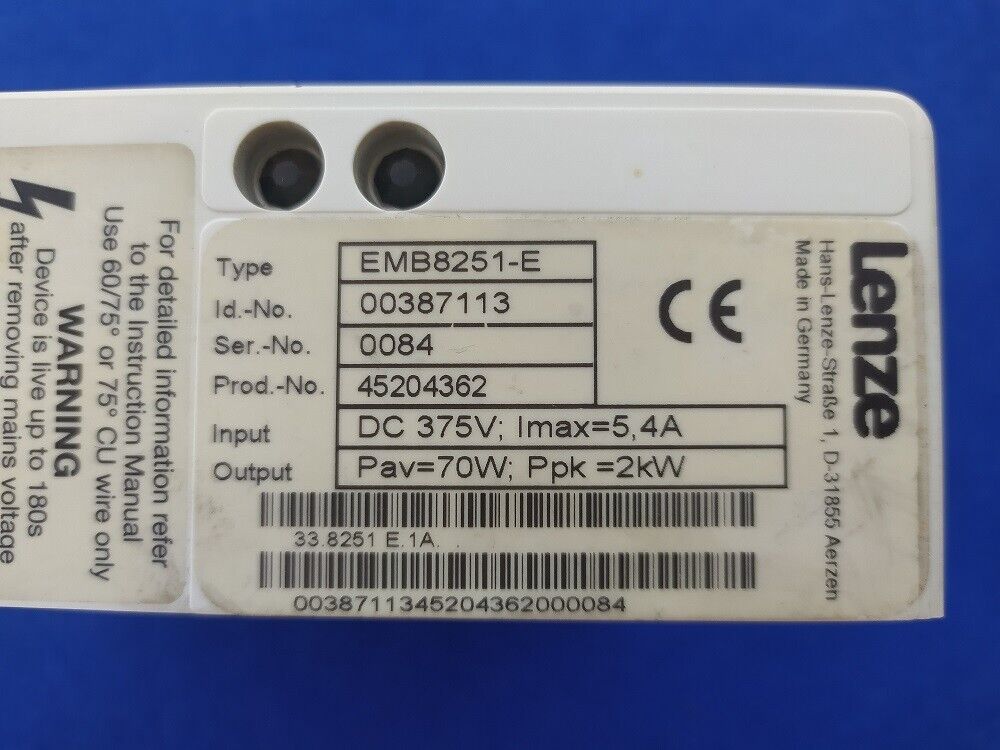 Type EMB8251-E
Id.-No. 00387113
Ser.-No. 0084
Prod.-No. 45204362
Input DC 375V; Imax=5,4A
Output Pav=70W; Ppk =2kW
33.8251 E.1A.
0038711345204362000084
CE
Lenze
Hans-Lenze-Straße 1, D-31855 Aerzen
Made in Germany
For detailed information refer
to the Instruction Manual
Use 60/75° or 75° CU wire only
WARNING
Device is live up to 180s
after removing mains voltage